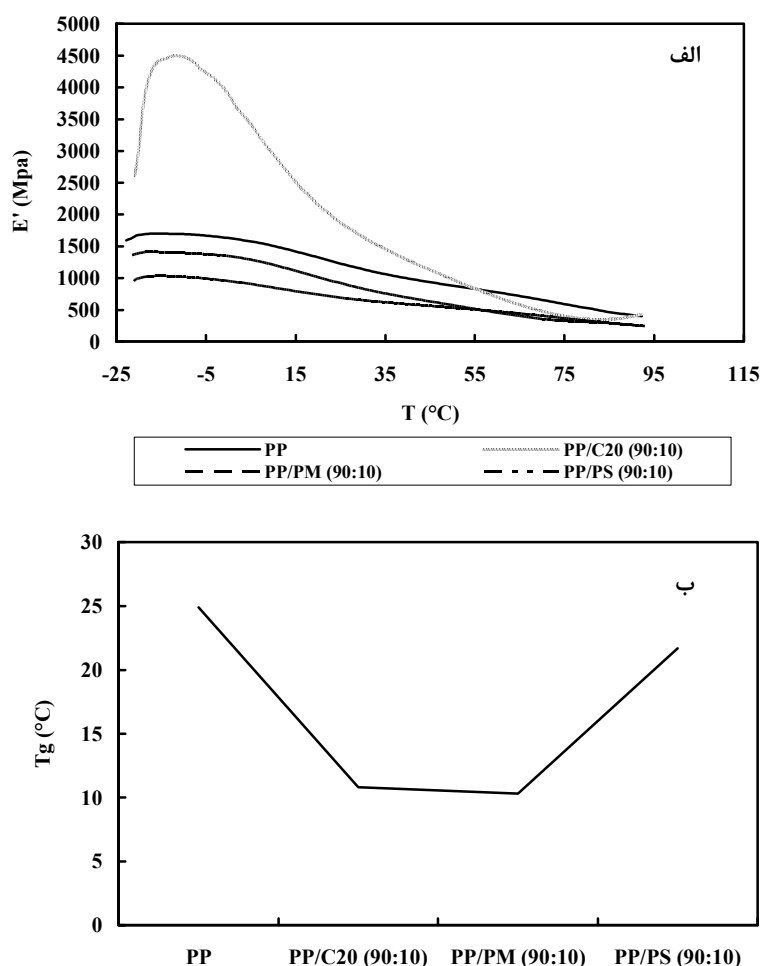 الف
5000
4500
4000
3500
3000
2500
2000
1500
1000
500
0
E' (Mpa)
-25 -5 15 35 55 75 95 115
T (°C)
PP PP/C20 (90:10)
PP/PM (90:10) PP/PS (90:10)
ب
30
25
20
15
10
5
0
Tg (°C)
PP PP/C20 (90:10) PP/PM (90:10) PP/PS (90:10)